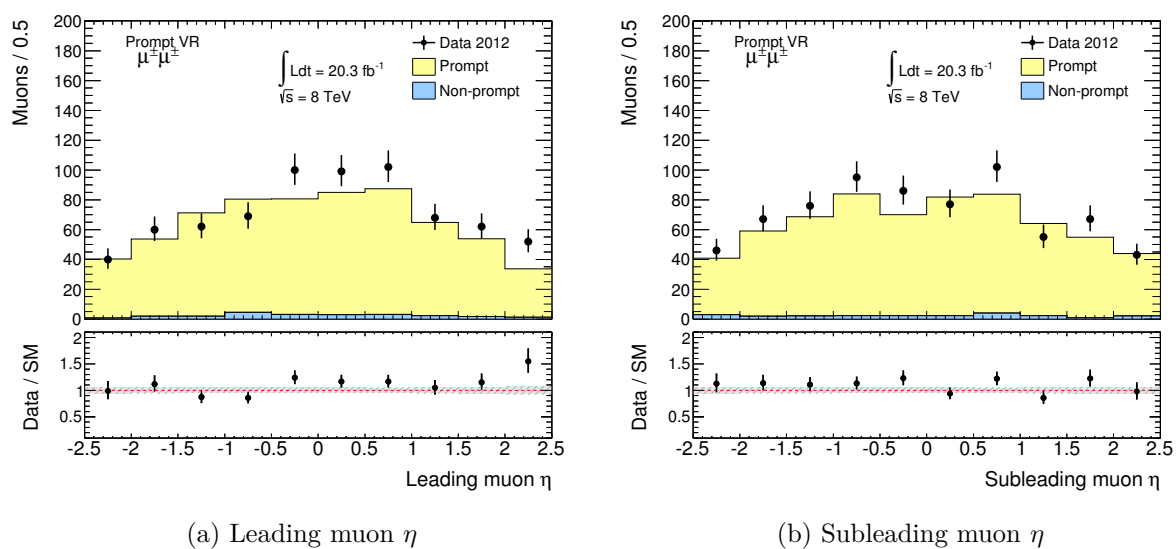 Muons / 0.5
200
180
160
140
120
100
80
60
40
20
0
Prompt VR
μ±μ±
∫ Ldt = 20.3 fb⁻¹
√s = 8 TeV
Data 2012
Prompt
Non-prompt
Data / SM
2
1.5
1
0.5
-2.5 -2 -1.5 -1 -0.5 0 0.5 1 1.5 2 2.5
Leading muon η
(a) Leading muon η
Muons / 0.5
200
180
160
140
120
100
80
60
40
20
0
Prompt VR
μ±μ±
∫ Ldt = 20.3 fb⁻¹
√s = 8 TeV
Data 2012
Prompt
Non-prompt
Data / SM
2
1.5
1
0.5
-2.5 -2 -1.5 -1 -0.5 0 0.5 1 1.5 2 2.5
Subleading muon η
(b) Subleading muon η